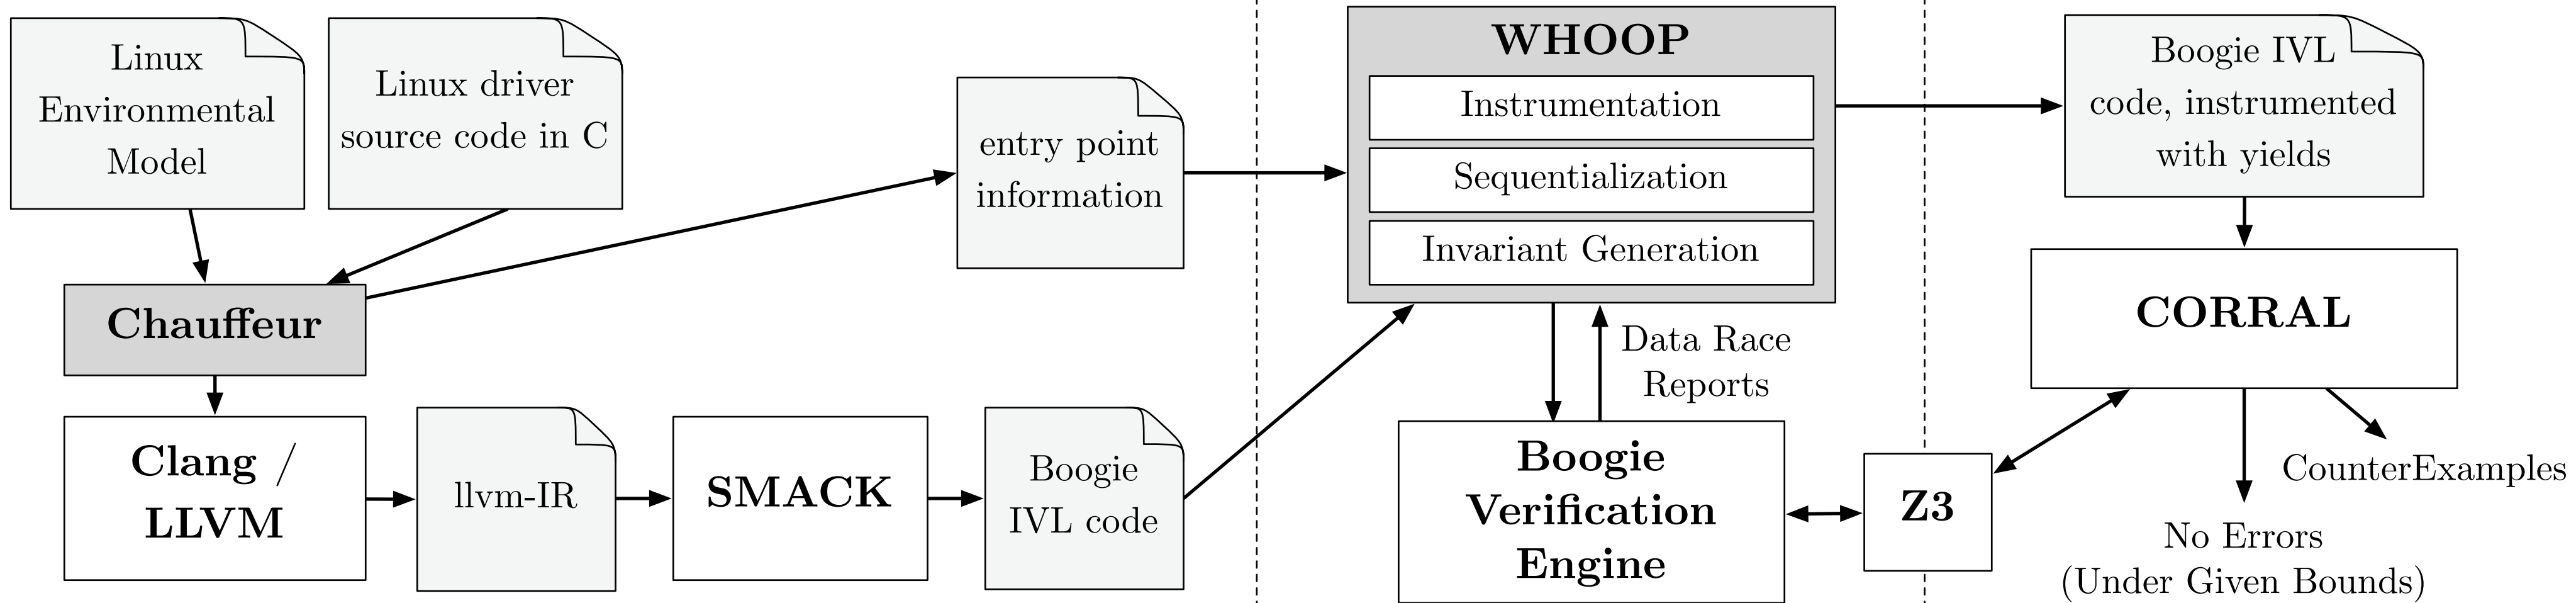 Linux
Environmental
Model
Linux driver
source code in C
Chauffeur
Clang /
LLVM
llvm-IR
SMACK
entry point
information
Boogie
IVL code
WHOOP
Instrumentation
Sequentialization
Invariant Generation
Data Race
Reports
Boogie
Verification
Engine
Z3
Boogie IVL
code, instrumented
with yields
CORRAL
CounterExamples
No Errors
(Under Given Bounds)